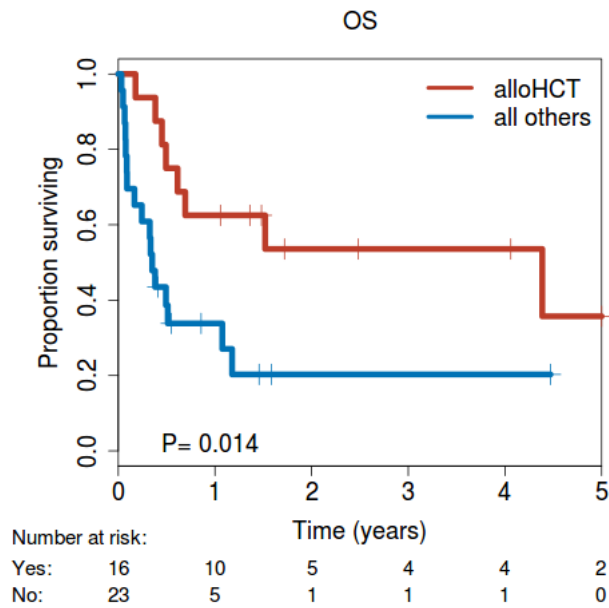 OS
alloHCT
all others
Proportion surviving
1.0
0.8
0.6
0.4
0.2
0.0
P= 0.014
0 1 2 3 4 5
Time (years)
Number at risk:
Yes: 16 10 5 4 4 2
No: 23 5 1 1 1 0